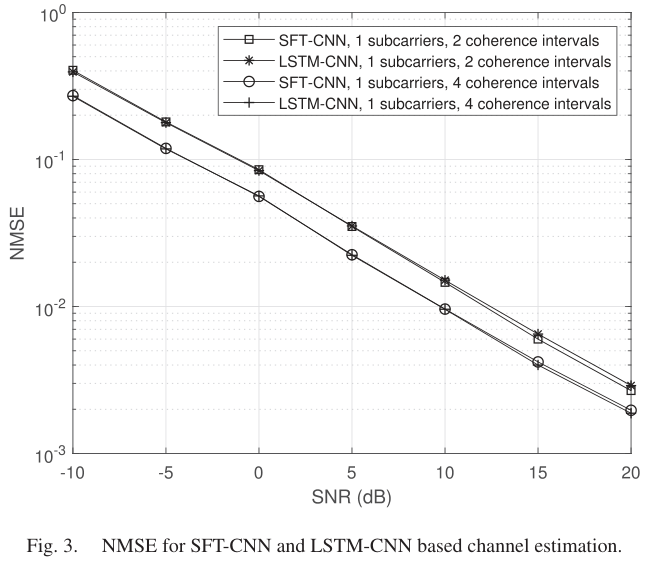 10^0
10^-1
10^-2
10^-3
NMSE
SFT-CNN, 1 subcarriers, 2 coherence intervals
LSTM-CNN, 1 subcarriers, 2 coherence intervals
SFT-CNN, 1 subcarriers, 4 coherence intervals
LSTM-CNN, 1 subcarriers, 4 coherence intervals
-10 -5 0 5 10 15 20
SNR (dB)
Fig. 3. NMSE for SFT-CNN and LSTM-CNN based channel estimation.